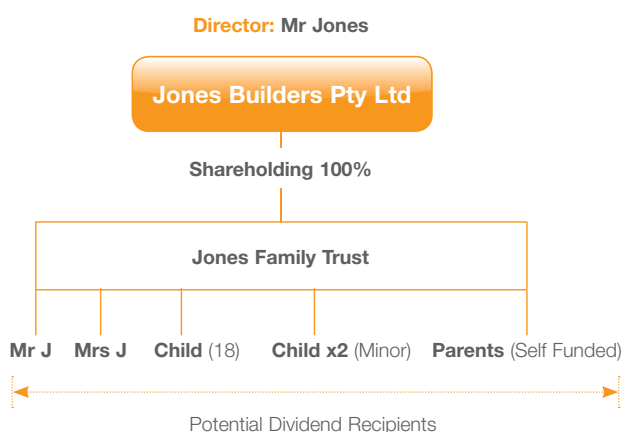 Director: Mr Jones
Jones Builders Pty Ltd
Shareholding 100%
Jones Family Trust
Mr J Mrs J Child (18) Child x2 (Minor) Parents (Self Funded)
Potential Dividend Recipients